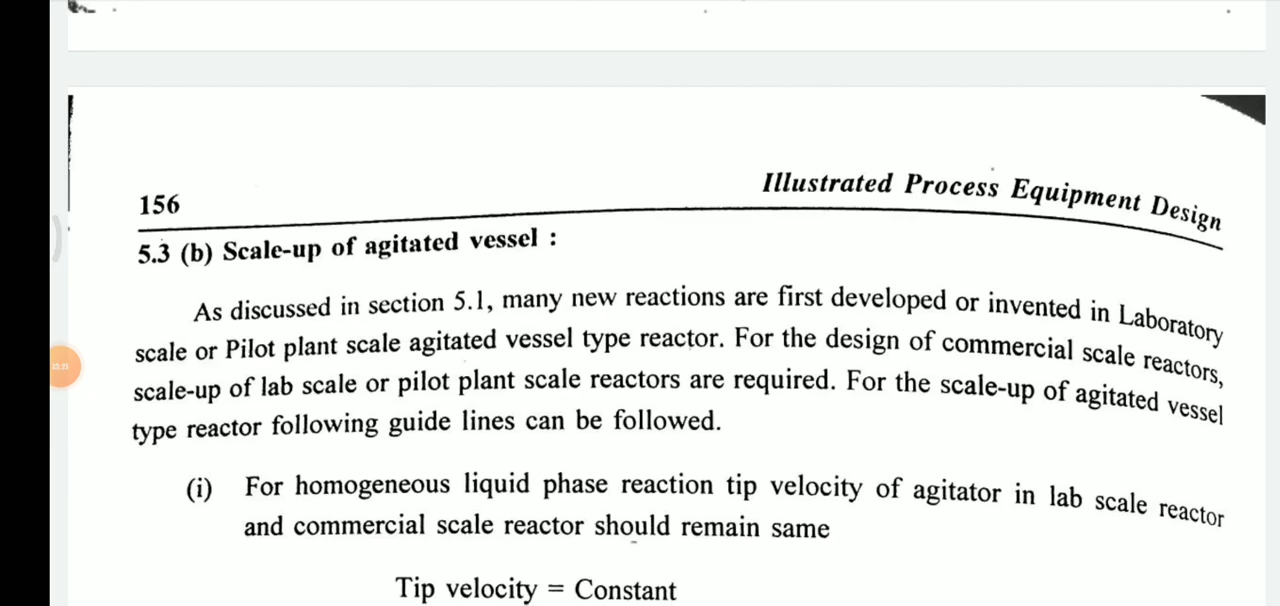 156
Illustrated Process Equipment Design
5.3 (b) Scale-up of agitated vessel :
As discussed in section 5.1, many new reactions are first developed or invented in Laboratory
scale or Pilot plant scale agitated vessel type reactor. For the design of commercial scale reactors,
scale-up of lab scale or pilot plant scale reactors are required. For the scale-up of agitated vessel
type reactor following guide lines can be followed.
(i) For homogeneous liquid phase reaction tip velocity of agitator in lab scale reactor
and commercial scale reactor should remain same
Tip velocity = Constant